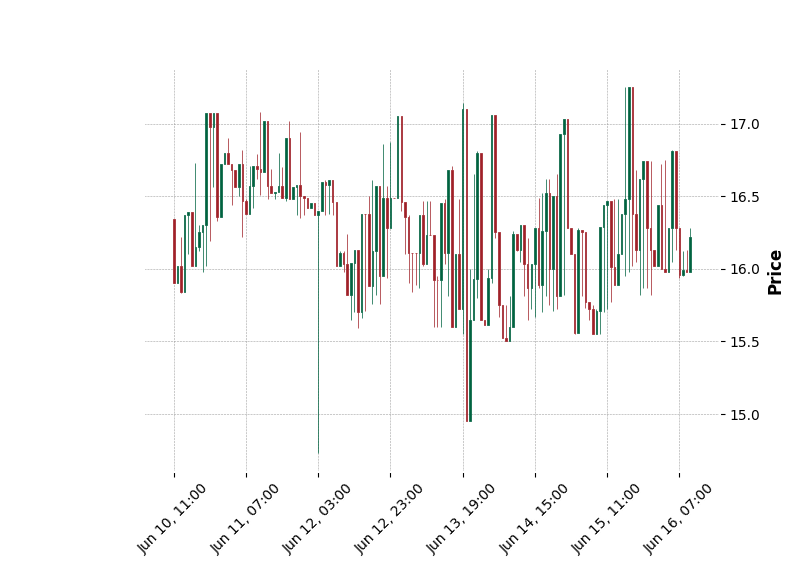 17.0
16.5
16.0
15.5
15.0
Price
Jun 10, 11:00
Jun 11, 07:00
Jun 12, 03:00
Jun 12, 23:00
Jun 13, 19:00
Jun 14, 15:00
Jun 15, 11:00
Jun 16, 07:00